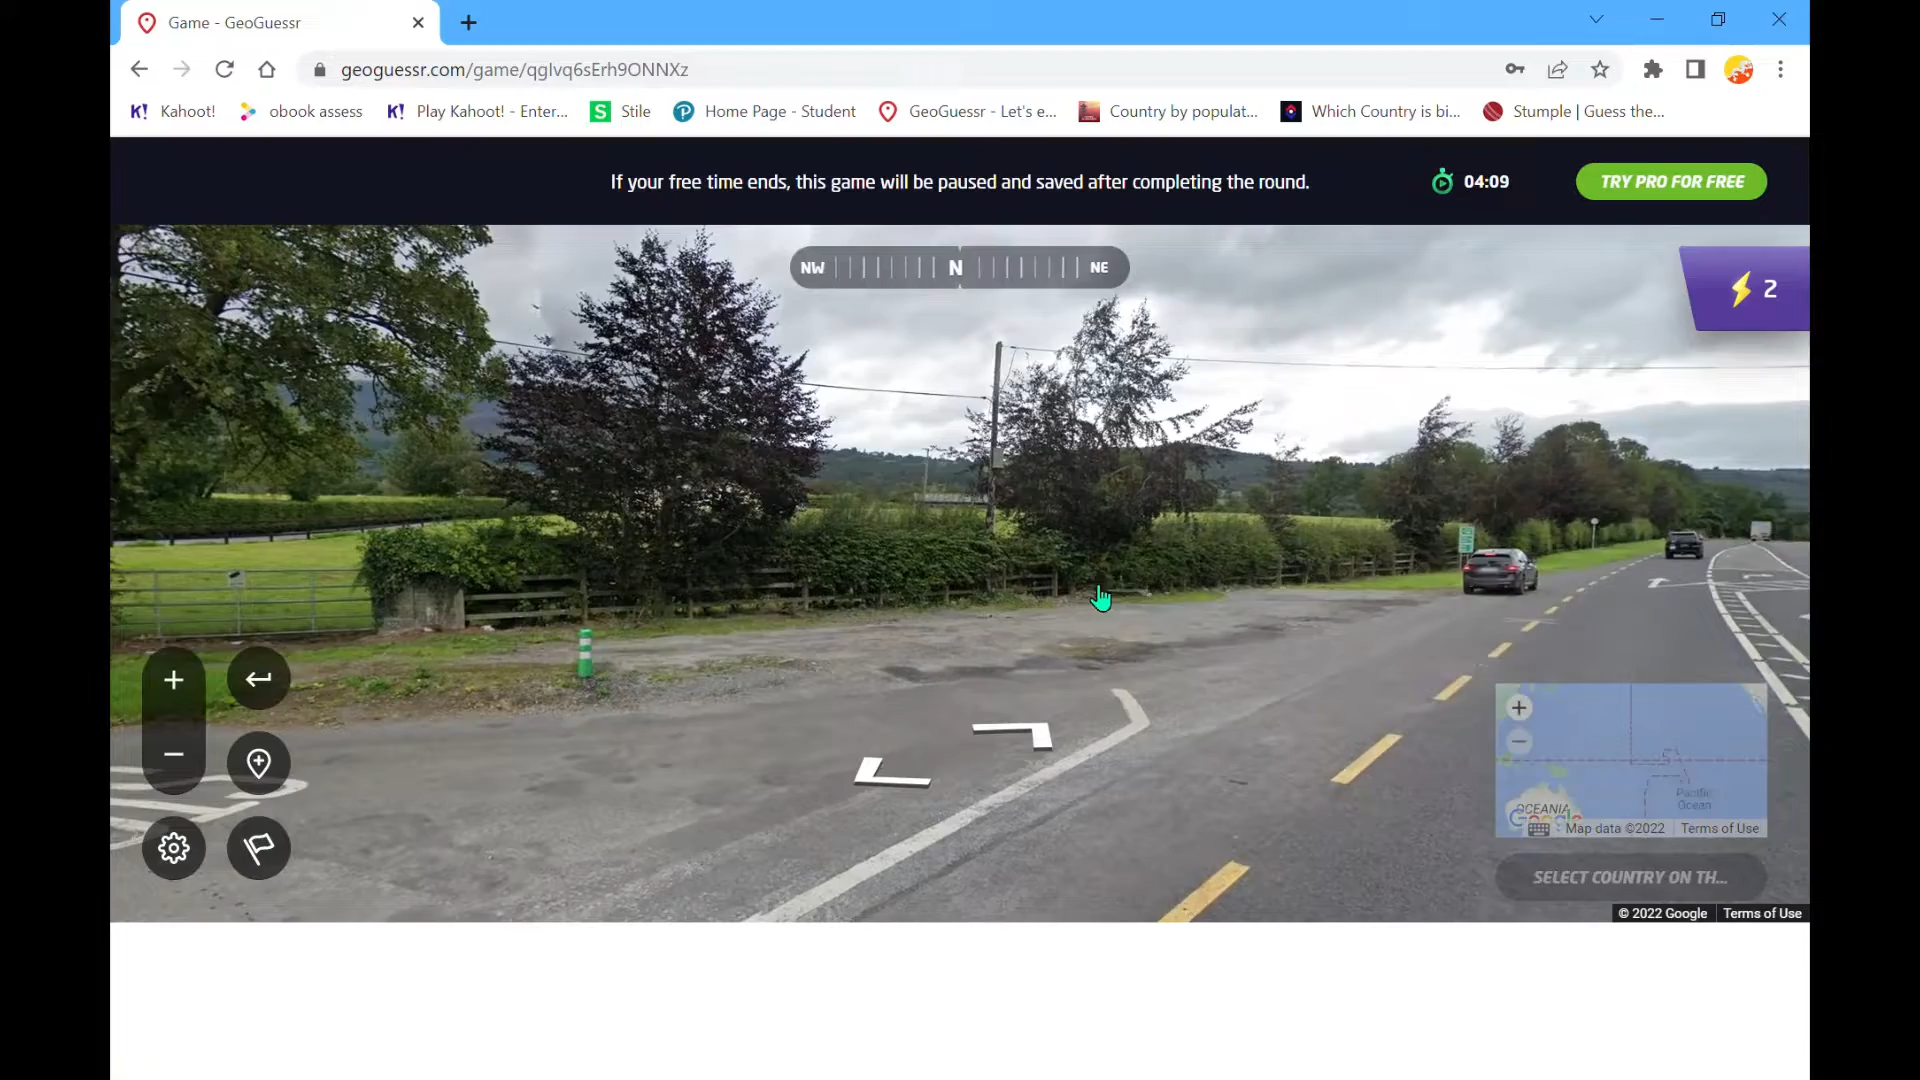 Game - GeoGuessr
geoguessr.com/game/qgIvq6sErh9ONNXz
K! Kahoot!
obook assess
K! Play Kahoot! - Enter...
S Stile
Home Page - Student
GeoGuessr - Let's e...
Country by populat...
Which Country is bi...
Stumple | Guess the...
If your free time ends, this game will be paused and saved after completing the round.
04:09
TRY PRO FOR FREE
NW
N
NE
2
Pacific
Ocean
OCEANIA
Google
Map data ©2022
Terms of Use
SELECT COUNTRY ON TH...
© 2022 Google
Terms of Use